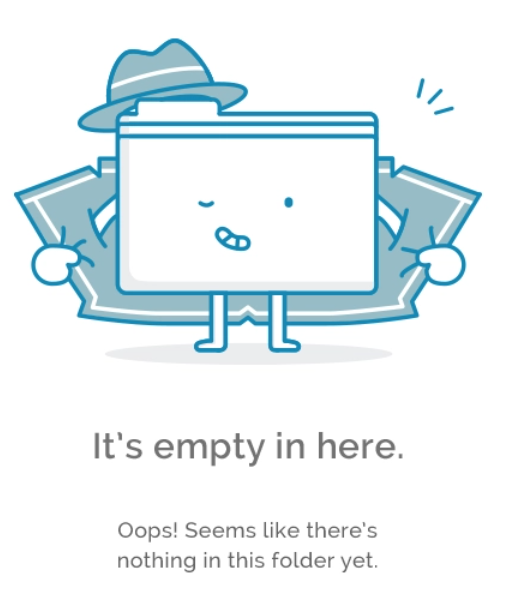 It's empty in here.
Oops! Seems like there's
nothing in this folder yet.